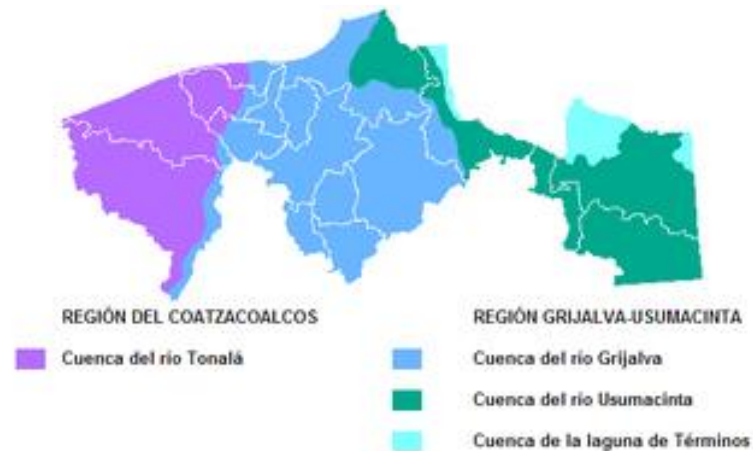 REGIÓN DEL COATZACOALCOS
Cuenca del río Tonalá
REGIÓN GRIJALVA-USUMACINTA
Cuenca del río Grijalva
Cuenca del río Usumacinta
Cuenca de la laguna de Términos